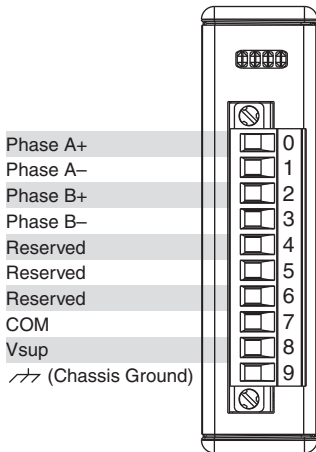 Phase A+ 0
Phase A– 1
Phase B+ 2
Phase B– 3
Reserved 4
Reserved 5
Reserved 6
COM 7
Vsup 8
(Chassis Ground) 9